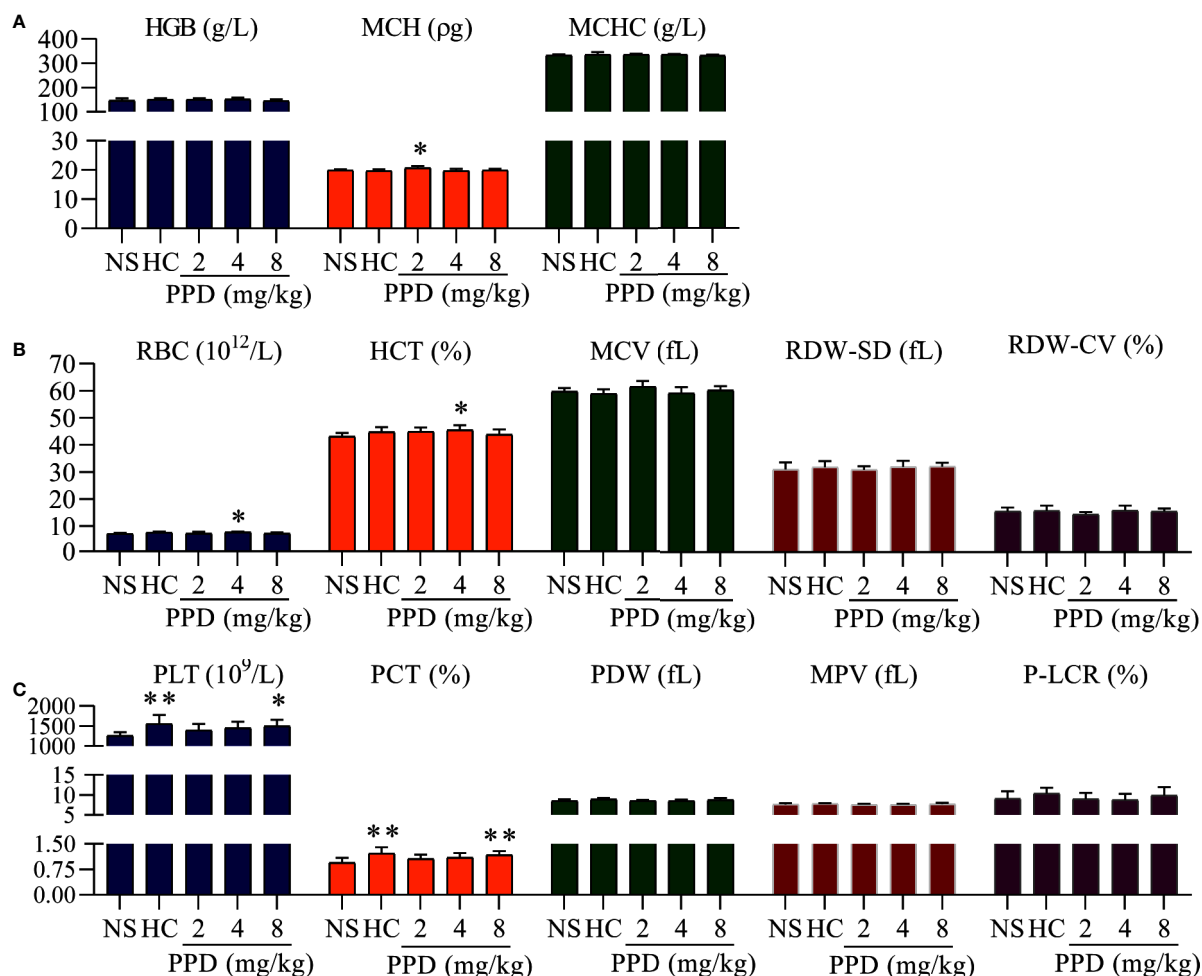 A
HGB (g/L) MCH (ρg) MCHC (g/L)
400
300
200
100
30
*
20
10
0
NS HC 2 4 8 NS HC 2 4 8 NS HC 2 4 8
PPD (mg/kg) PPD (mg/kg) PPD (mg/kg)
B
RBC (10¹²/L) HCT (%) MCV (fL) RDW-SD (fL) RDW-CV (%)
70
60
50
*
40
30
20
*
10
0
NS HC 2 4 8 NS HC 2 4 8 NS HC 2 4 8 NS HC 2 4 8 NS HC 2 4 8
PPD (mg/kg) PPD (mg/kg) PPD (mg/kg) PPD (mg/kg) PPD (mg/kg)
C
PLT (10⁹/L) PCT (%) PDW (fL) MPV (fL) P-LCR (%)
** *
2000
1500
1000
15
10
5
** **
1.50
0.75
0.00
NS HC 2 4 8 NS HC 2 4 8 NS HC 2 4 8 NS HC 2 4 8 NS HC 2 4 8
PPD (mg/kg) PPD (mg/kg) PPD (mg/kg) PPD (mg/kg) PPD (mg/kg)